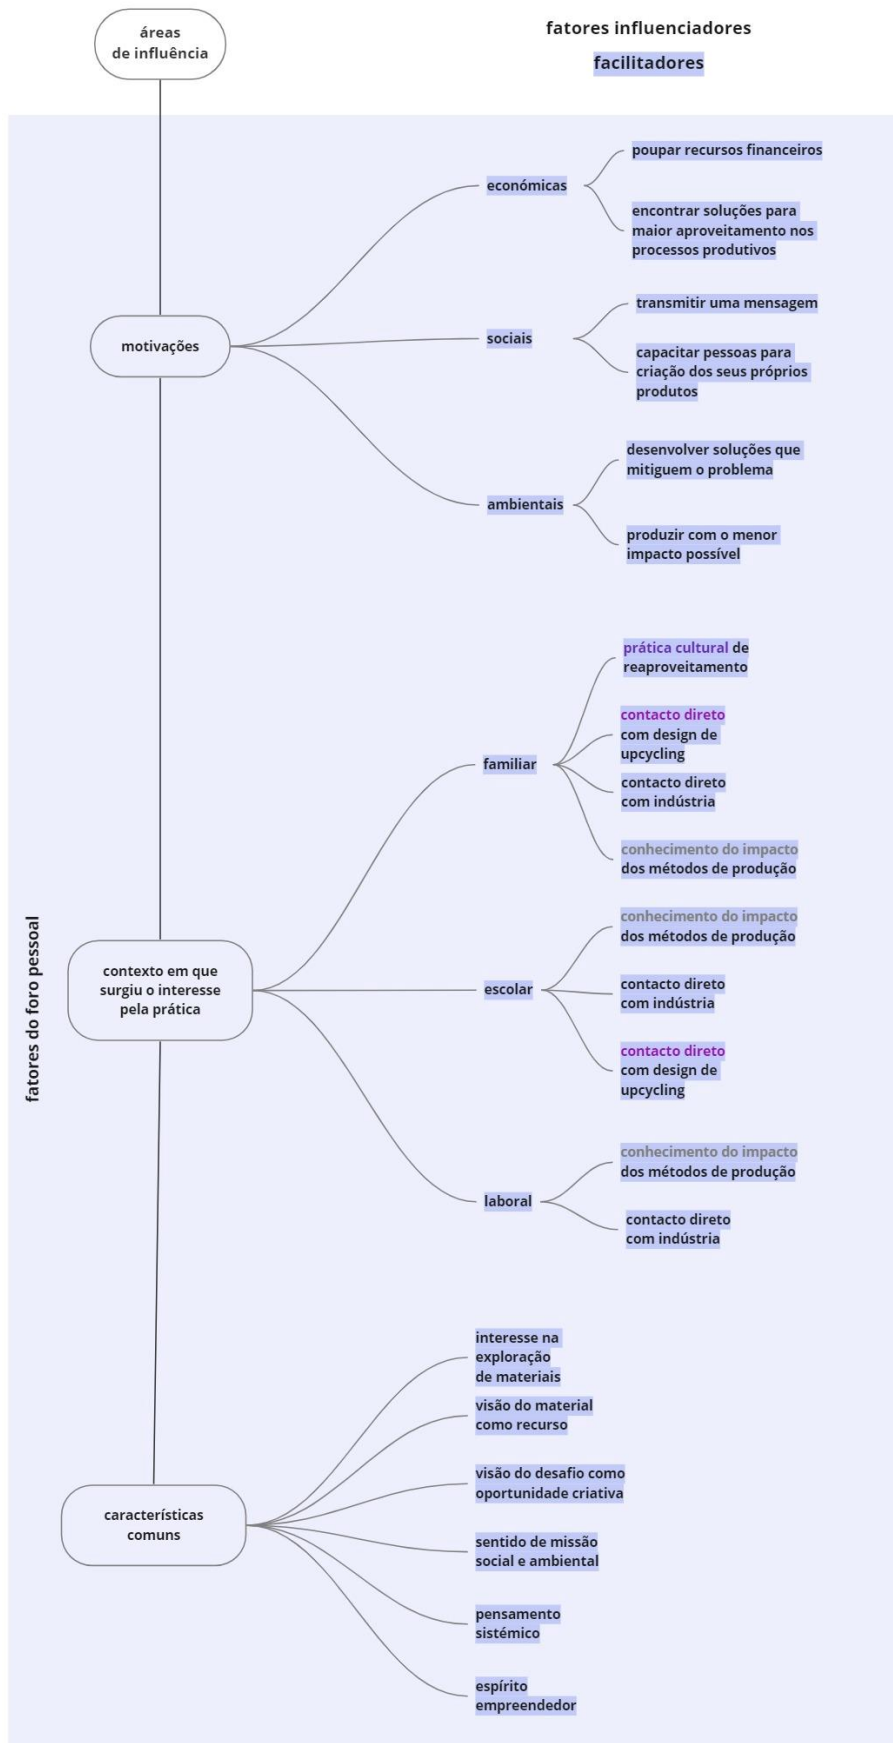 áreas
de influência
fatores influenciadores
facilitadores
fatores do foro pessoal
motivações
económicas
poupar recursos financeiros
encontrar soluções para
maior aproveitamento nos
processos produtivos
sociais
transmitir uma mensagem
capacitar pessoas para
criação dos seus próprios
produtos
ambientais
desenvolver soluções que
mitiguem o problema
produzir com o menor
impacto possível
contexto em que
surgiu o interesse
pela prática
familiar
prática cultural de
reaproveitamento
contacto direto
com design de
upcycling
contacto direto
com indústria
conhecimento do impacto
dos métodos de produção
escolar
conhecimento do impacto
dos métodos de produção
contacto direto
com indústria
contacto direto
com design de
upcycling
laboral
conhecimento do impacto
dos métodos de produção
contacto direto
com indústria
características
comuns
interesse na
exploração
de materiais
visão do material
como recurso
visão do desafio como
oportunidade criativa
sentido de missão
social e ambiental
pensamento
sistémico
espírito
empreendedor